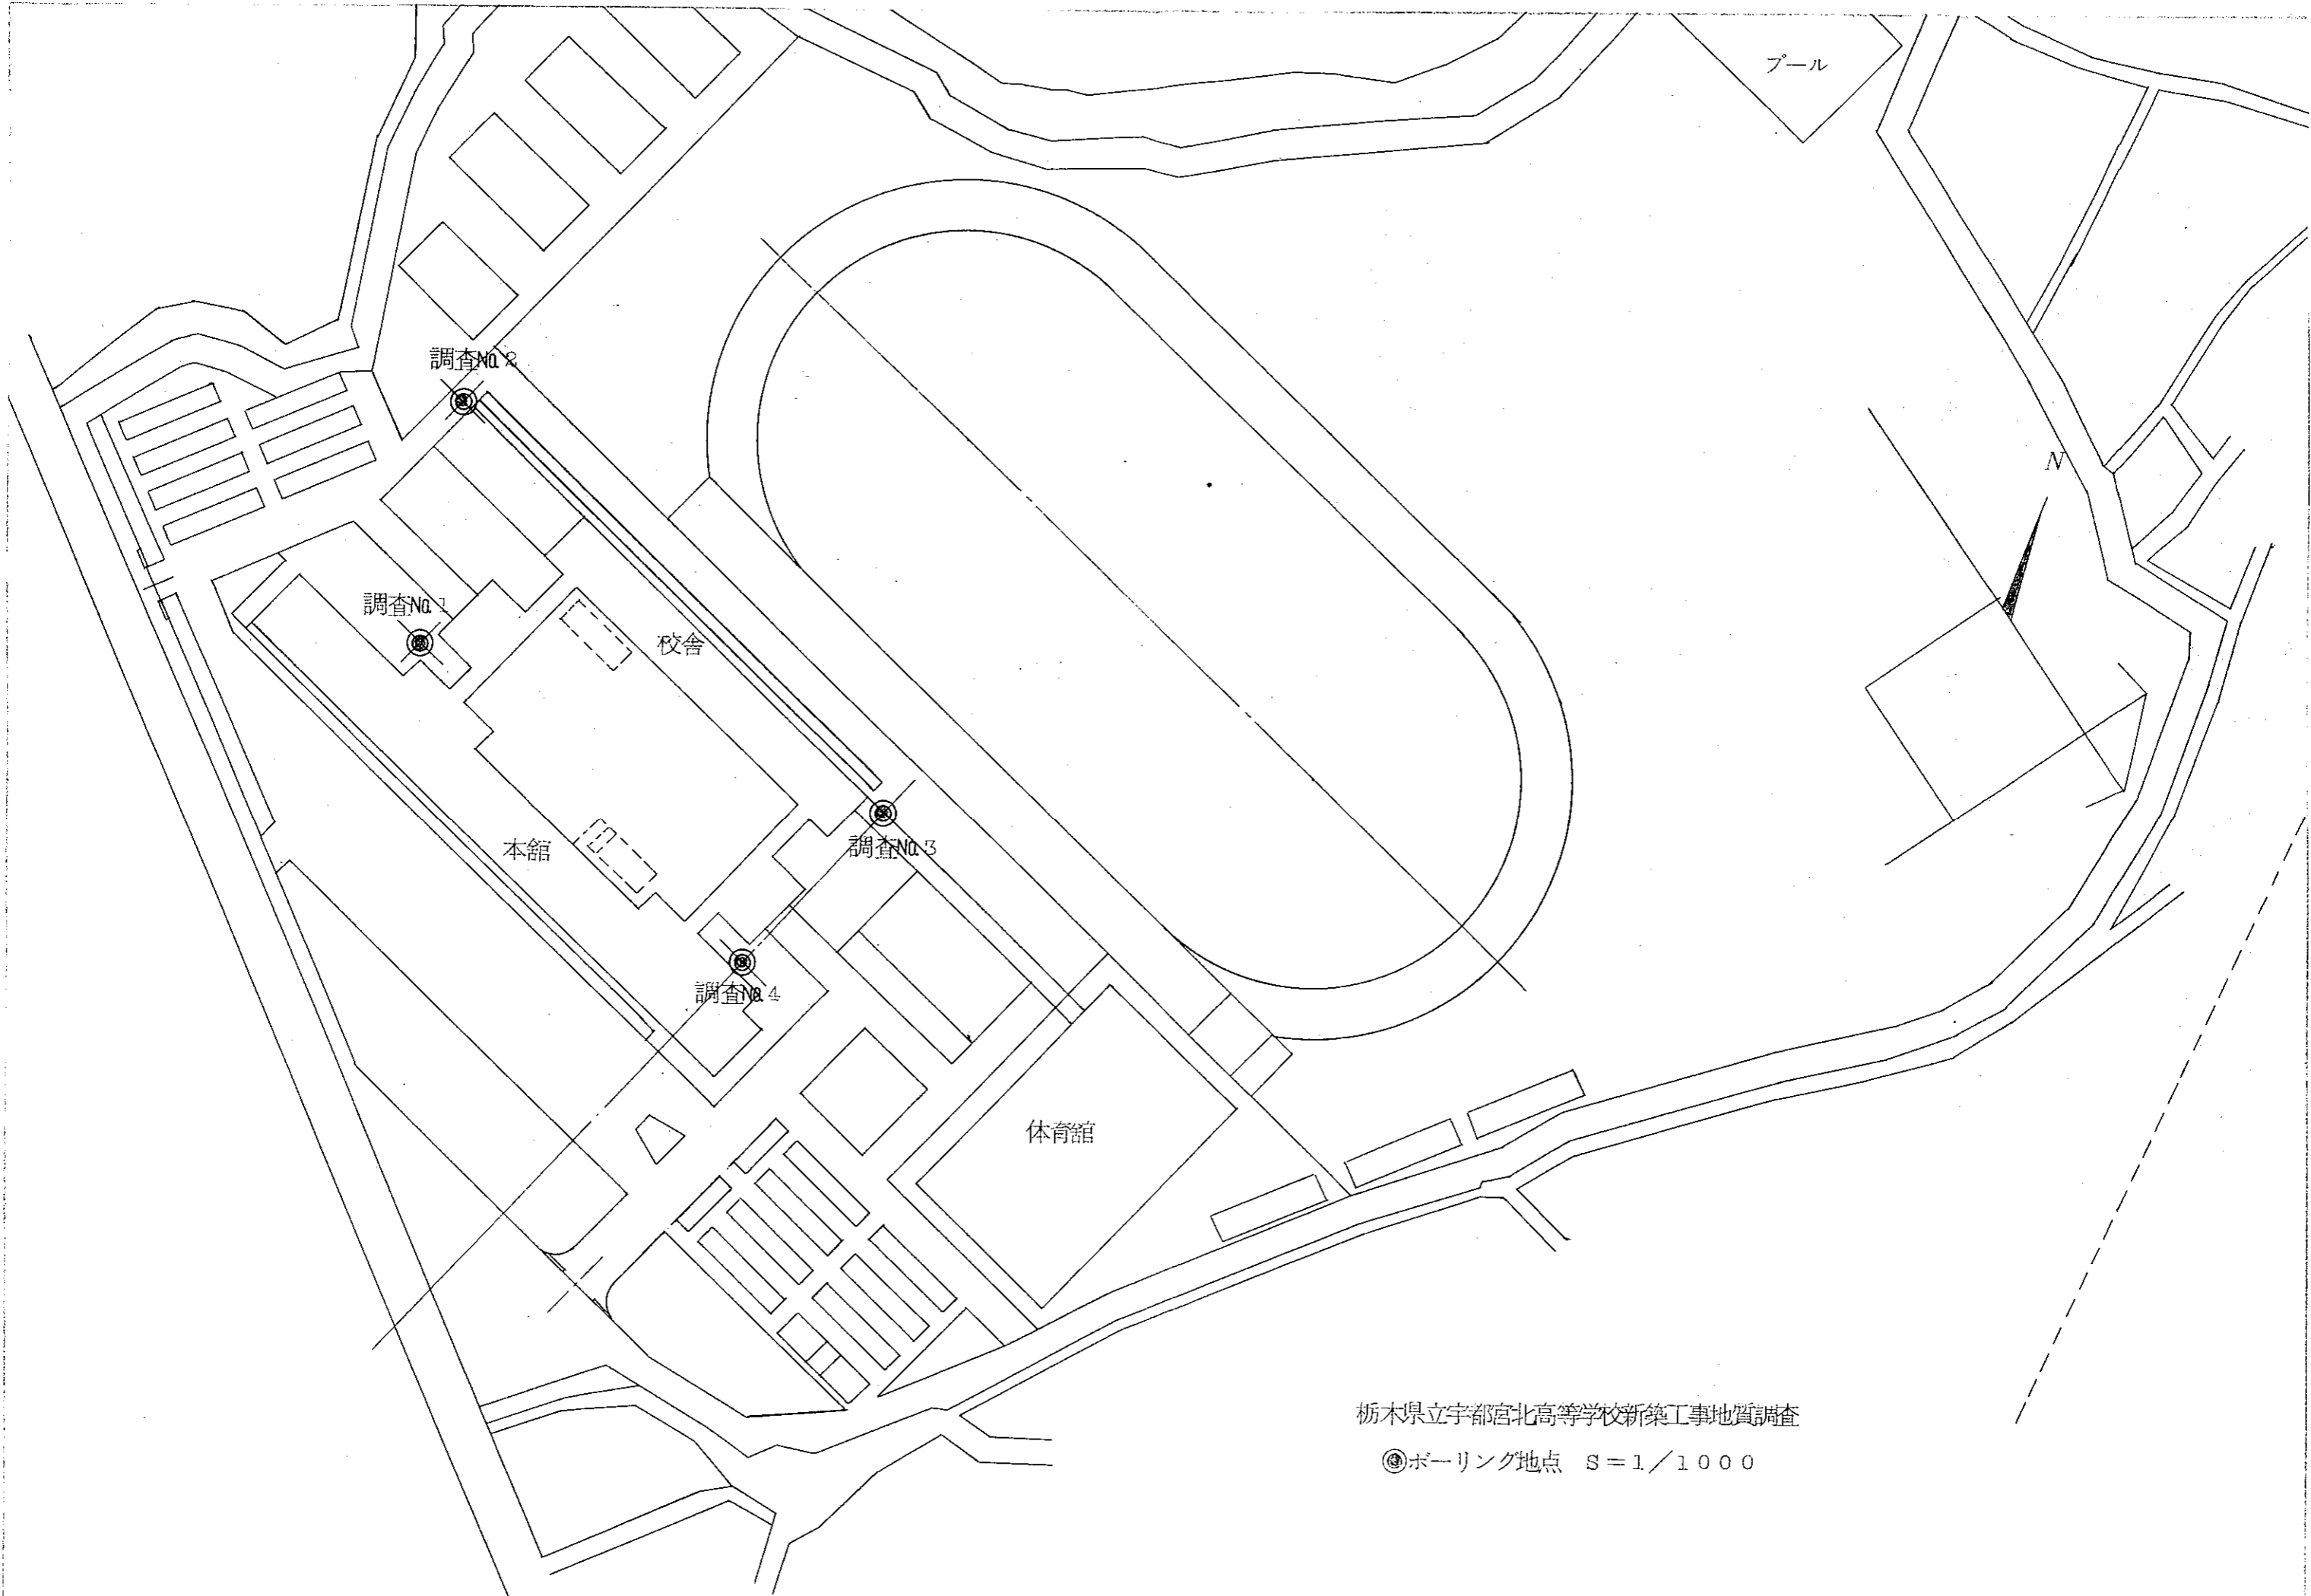 プール
調査No.2
N
調査No.1
校舎
調査No.3
本館
調査No.4
体育館
栃木県立宇都宮北高等学校新築工事地質調査
◎ボーリング地点 S=1/1000